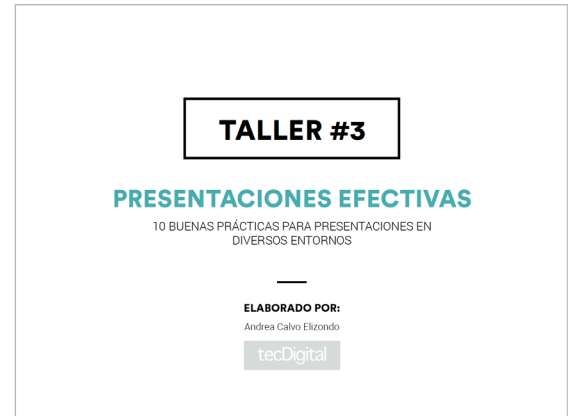 TALLER #3
PRESENTACIONES EFECTIVAS
10 BUENAS PRÁCTICAS PARA PRESENTACIONES EN
DIVERSOS ENTORNOS
ELABORADO POR:
Andrea Calvo Elizondo
tecDigital